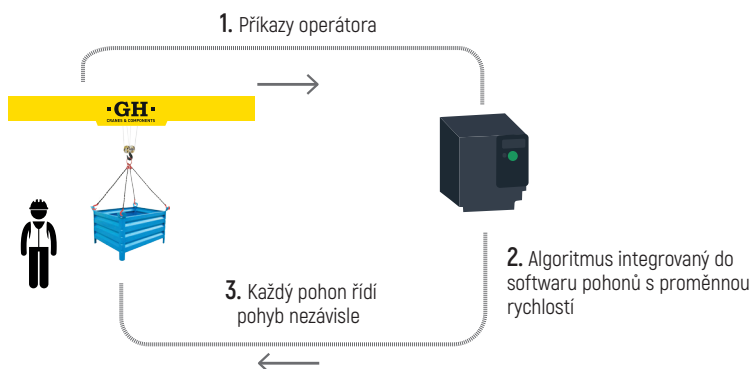 1. Příkazy operátora
·GH·
CRANES & COMPONENTS
2. Algoritmus integrovaný do
softwaru pohonů s proměnnou
rychlostí
3. Každý pohon řídí
pohyb nezávisle